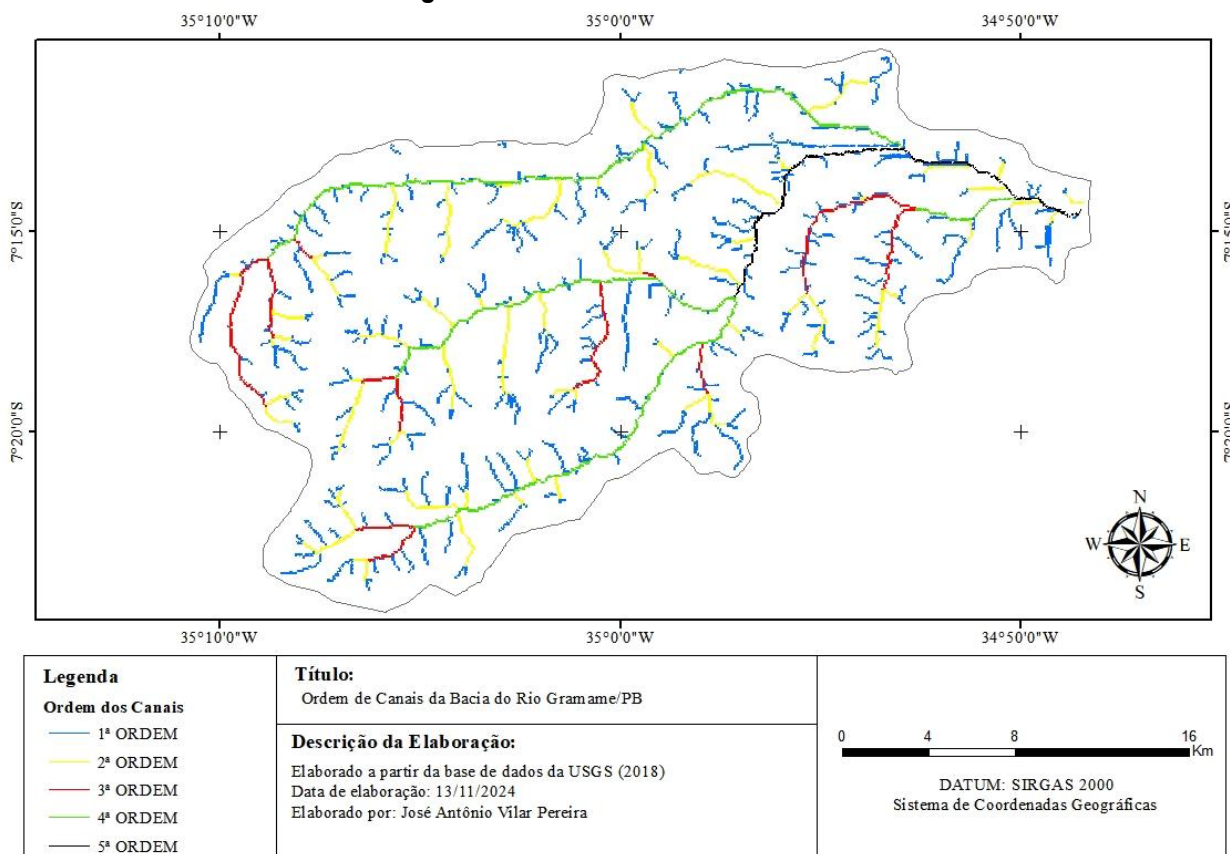 35°10'0"W 35°0'0"W 34°50'0"W
7°15'0"S 7°15'0"S
7°20'0"S 7°20'0"S
N
W E
S
35°10'0"W 35°0'0"W 34°50'0"W
Legenda
Ordem dos Canais
1ª ORDEM
2ª ORDEM
3ª ORDEM
4ª ORDEM
5ª ORDEM
Título:
Ordem de Canais da Bacia do Rio Gramame/PB
Descrição da Elaboração:
Elaborado a partir da base de dados da USGS (2018)
Data de elaboração: 13/11/2024
Elaborado por: José Antônio Vilar Pereira
0 4 8 16
Km
DATUM: SIRGAS 2000
Sistema de Coordenadas Geográficas